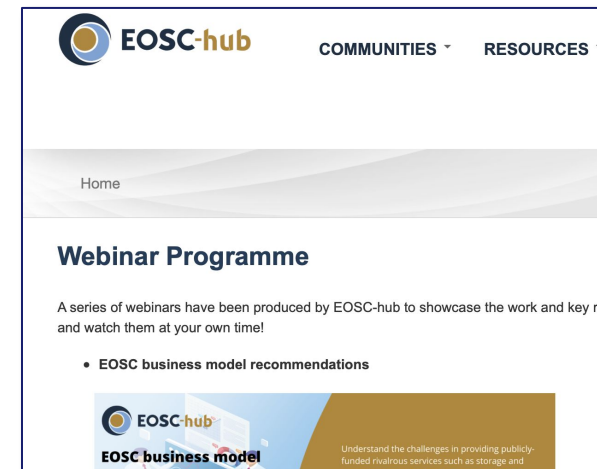 EOSC-hub
COMMUNITIES RESOURCES
Home
Webinar Programme
A series of webinars have been produced by EOSC-hub to showcase the work and key
and watch them at your own time!
• EOSC business model recommendations
EOSC-hub
EOSC business model
Understand the challenges in providing publicly-
funded rivalrous services such as storage and